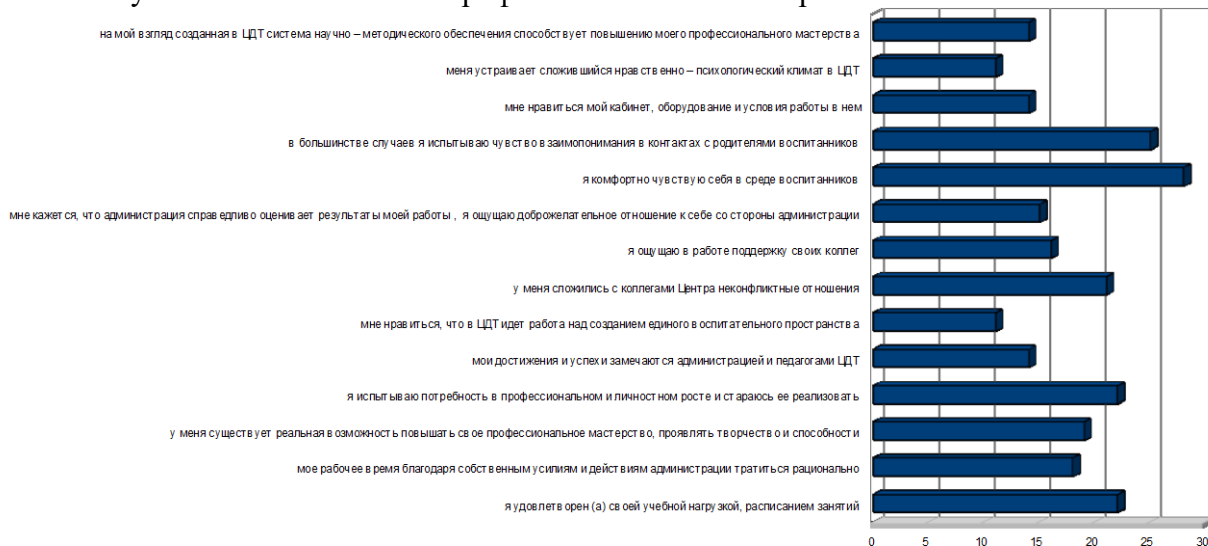 на мой взгляд созданная в ЦДТ система научно – методического обеспечения способствует повышению моего профессионального мастерства
меня устраивает сложившийся нравственно – психологический климат в ЦДТ
мне нравиться мой кабинет, оборудование и условия работы в нем
в большинстве случаев я испытываю чувство взаимопонимания в контактах с родителями воспитанников
я комфортно чувствую себя в среде воспитанников
мне кажется, что администрация справедливо оценивает результаты моей работы , я ощущаю доброжелательное отношение к себе со стороны администрации
я ощущаю в работе поддержку своих коллег
у меня сложились с коллегами Центра неконфликтные отношения
мне нравиться, что в ЦДТ идет работа над созданием единого воспитательного пространства
мои достижения и успехи замечаются администрацией и педагогами ЦДТ
я испытываю потребность в профессиональном и личностном росте и стараюсь ее реализовать
у меня существует реальная возможность повышать свое профессиональное мастерство, проявлять творчество и способности
мое рабочее время благодаря собственным усилиям и действиям администрации тратиться рационально
я удовлетворен (а) своей учебной нагрузкой, расписанием занятий
0 5 10 15 20 25 30